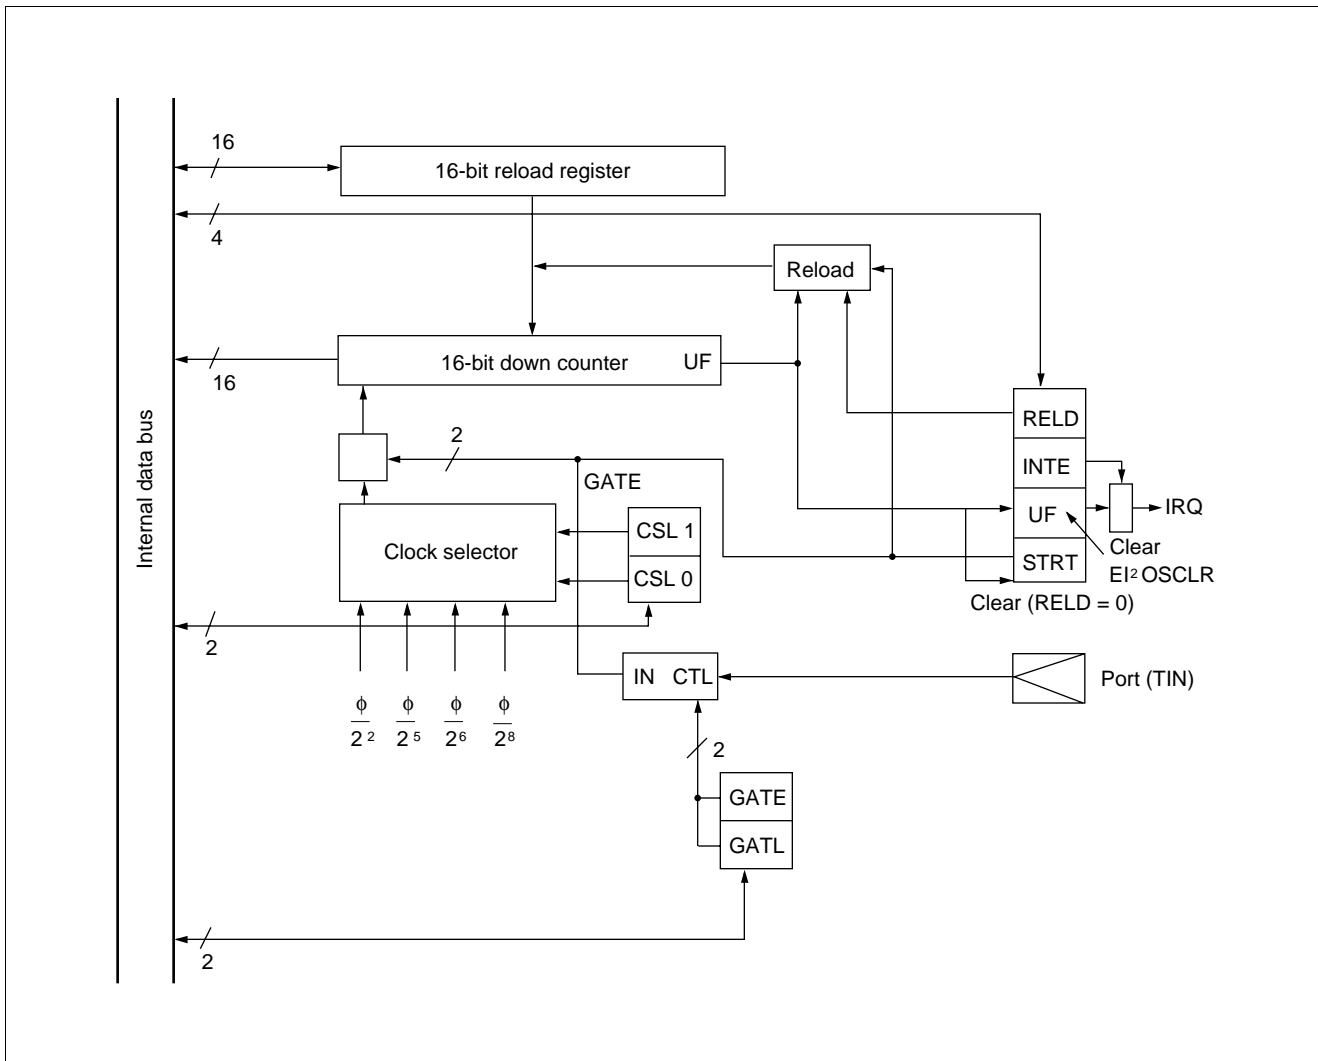 16
16-bit reload register
4
Reload
16-bit down counter UF
16
Internal data bus
2
GATE
RELD
INTE
UF
STRT
IRQ
Clear
EI² OSCLR
Clear (RELD = 0)
Clock selector
CSL 1
CSL 0
2
IN CTL
Port (TIN)
ϕ
2²
ϕ
2⁵
ϕ
2⁶
ϕ
2⁸
2
GATE
GATL
2